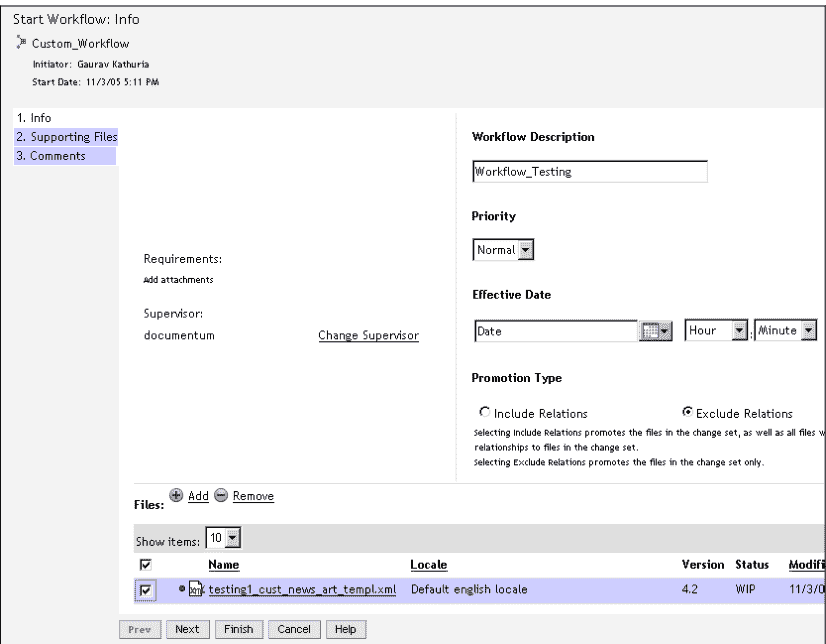 Start Workflow: Info
Custom_Workflow
Initiator: Gaurav Kathuria
Start Date: 11/3/05 5:11 PM
1. Info
2. Supporting Files
3. Comments
Requirements:
Add attachments
Supervisor:
documentum Change Supervisor
Workflow Description
Workflow_Testing
Priority
Normal
Effective Date
Date Hour : Minute
Promotion Type
Include Relations Exclude Relations
Selecting Include Relations promotes the files in the change set, as well as all files w
relationships to files in the change set.
Selecting Exclude Relations promotes the files in the change set only.
Files: Add Remove
Show items: 10
Name Locale Version Status Modifi
testing1_cust_news_art_templ.xml Default english locale 4.2 WIP 11/3/0
Prev Next Finish Cancel Help